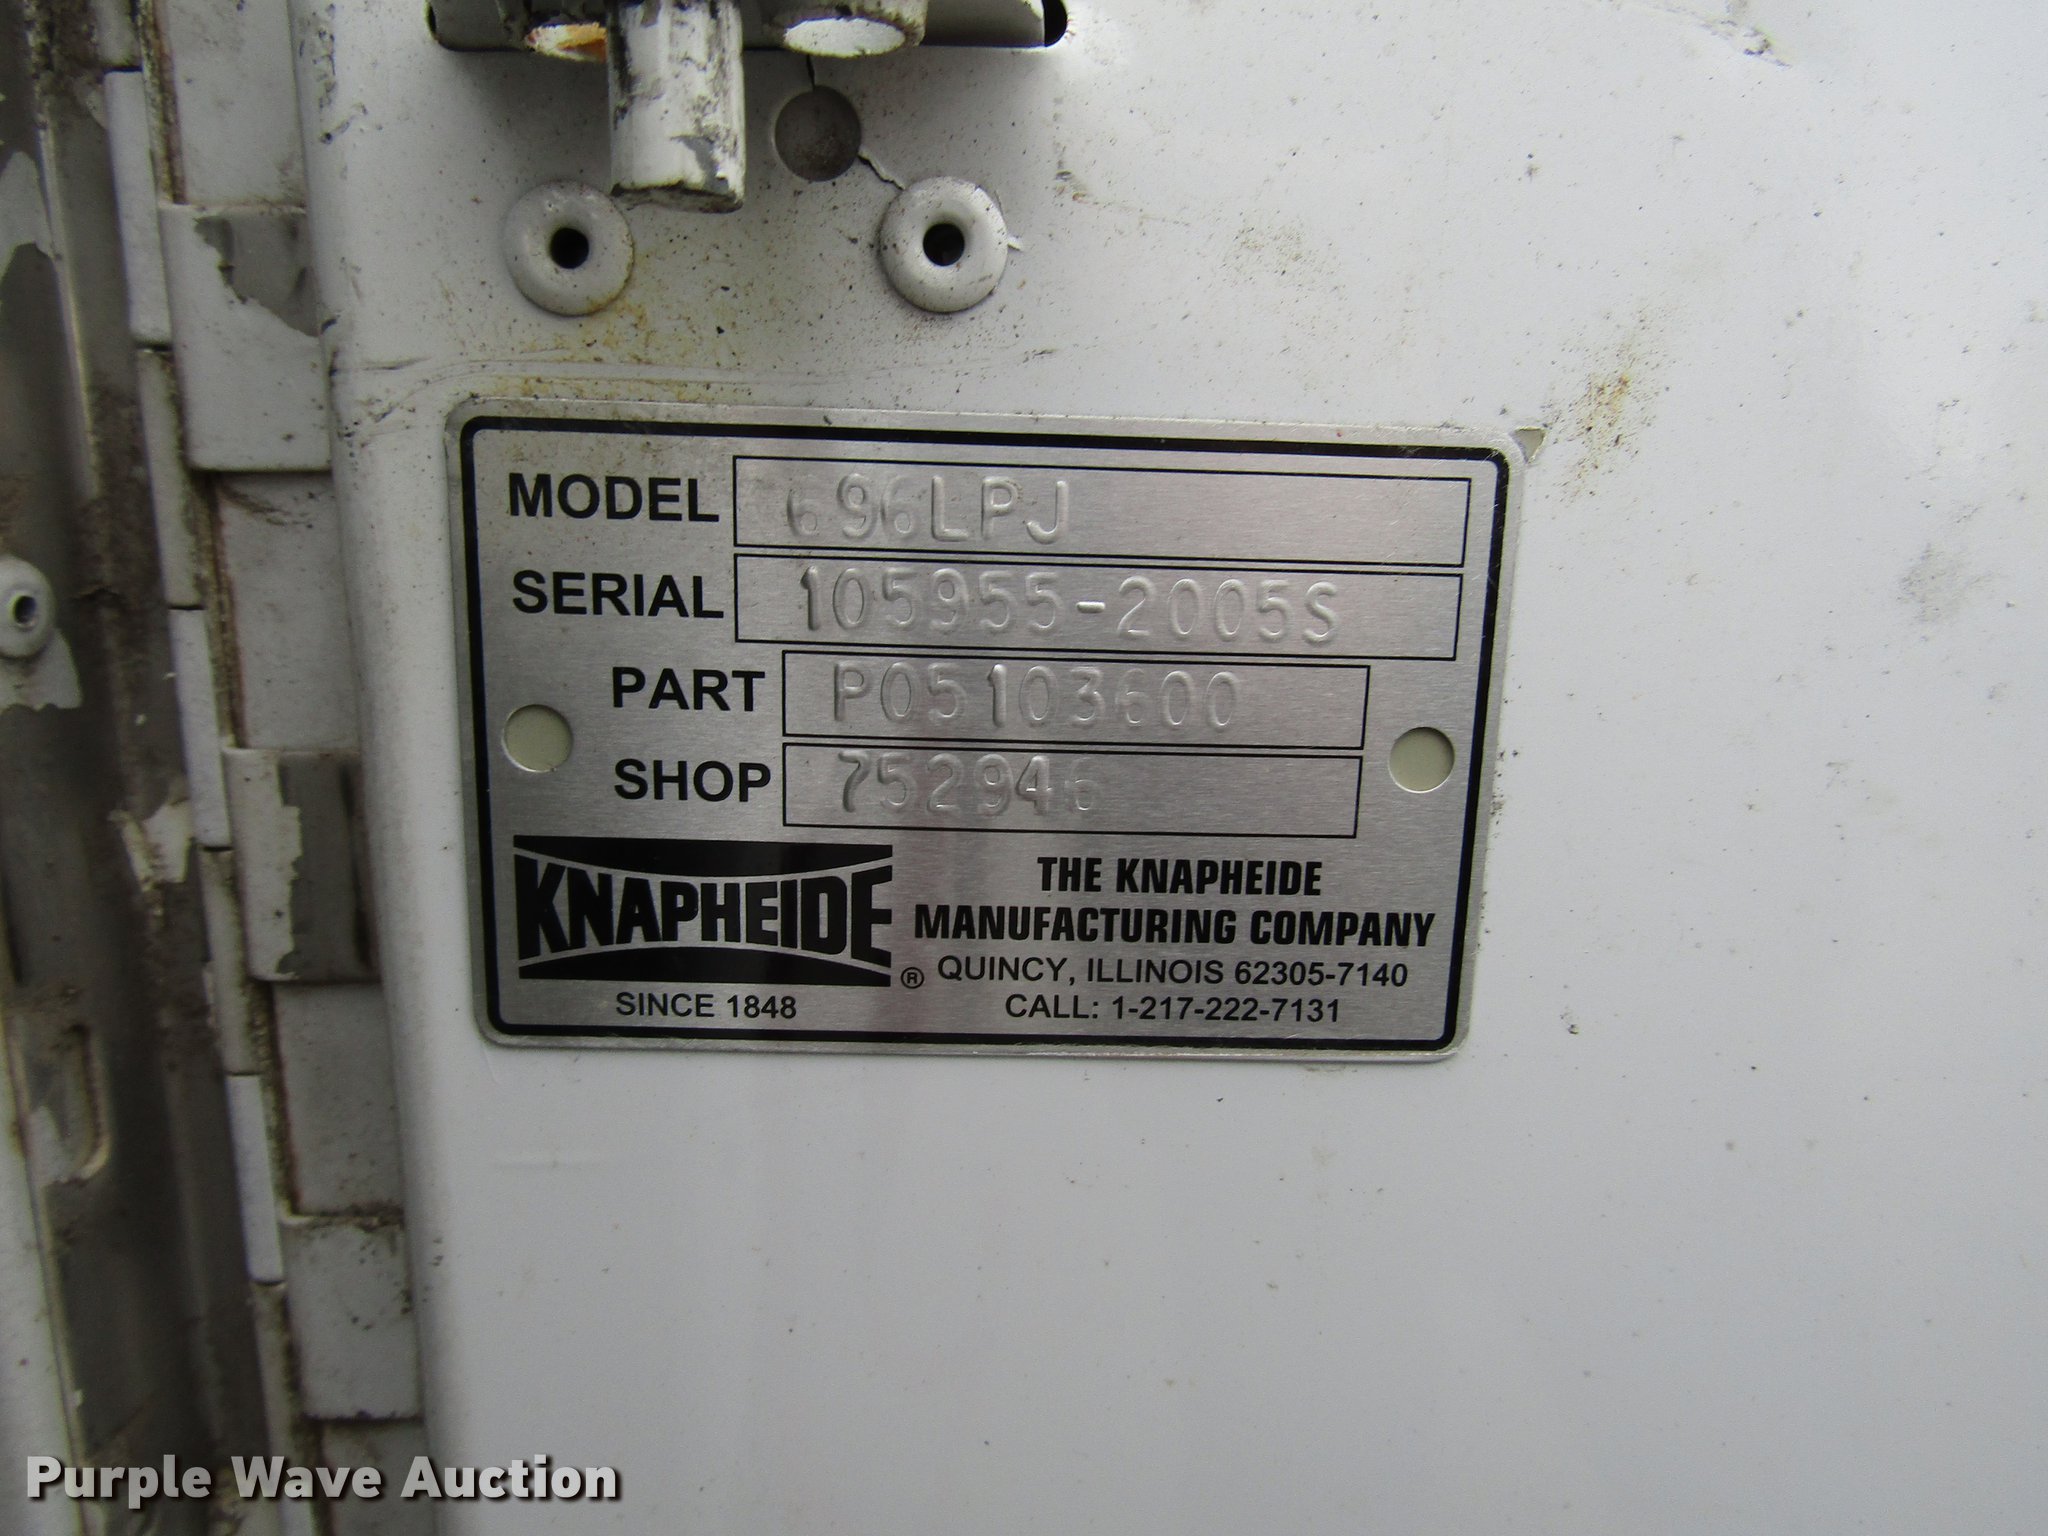 MODEL 696LPJ
SERIAL 105955-2005S
PART P05103600
SHOP 752946
KNAPHEIDE ®
SINCE 1848
THE KNAPHEIDE
MANUFACTURING COMPANY
QUINCY, ILLINOIS 62305-7140
CALL: 1-217-222-7131
Purple Wave Auction